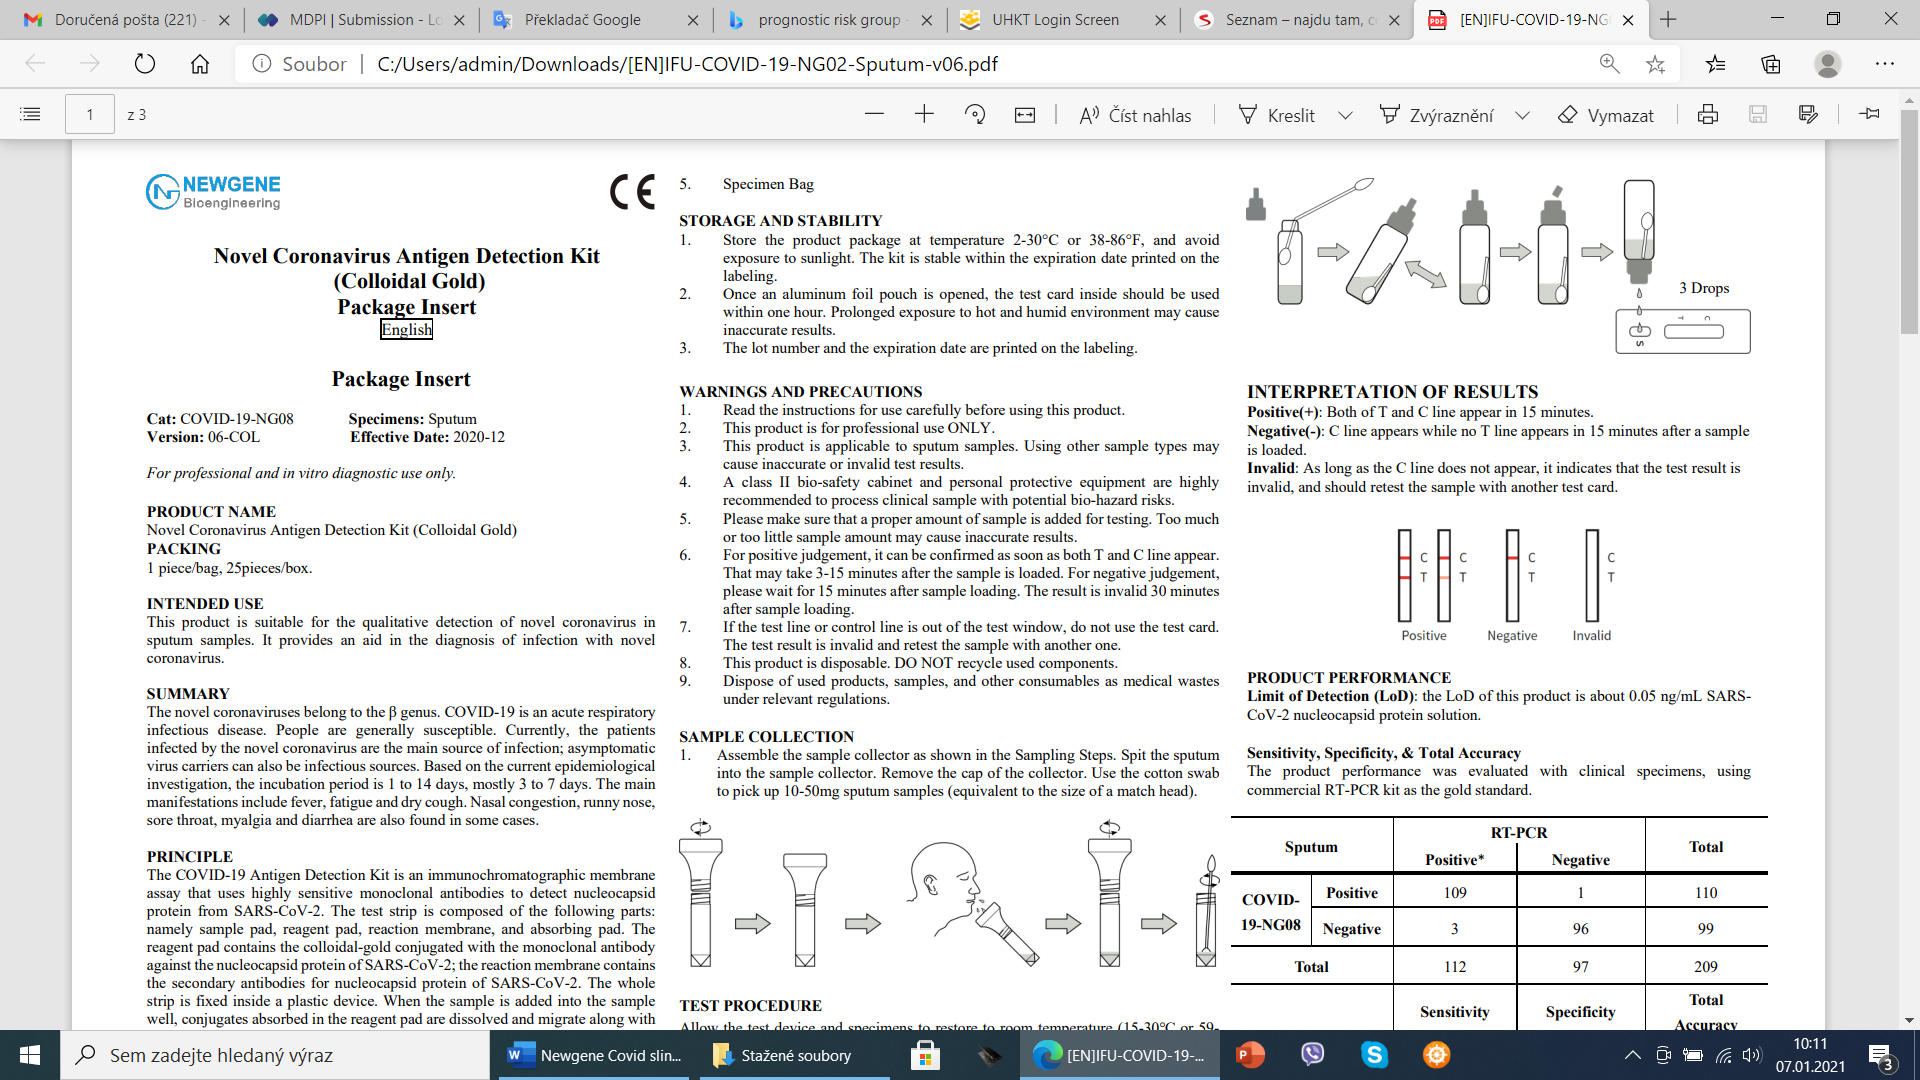 Doručená pošta (221) -
MDPI | Submission - Lo
Překladač Google
prognostic risk group -
UHKT Login Screen
Seznam – najdu tam, c
[EN]IFU-COVID-19-NG
Soubor
C:/Users/admin/Downloads/[EN]IFU-COVID-19-NG02-Sputum-v06.pdf
1
z 3
Číst nahlas
Kreslit
Zvýraznění
Vymazat
NEWGENE
Bioengineering
CE
Novel Coronavirus Antigen Detection Kit
(Colloidal Gold)
Package Insert
English
Package Insert
Cat: COVID-19-NG08 Specimens: Sputum
Version: 06-COL Effective Date: 2020-12
For professional and in vitro diagnostic use only.
PRODUCT NAME
Novel Coronavirus Antigen Detection Kit (Colloidal Gold)
PACKING
1 piece/bag, 25pieces/box.
INTENDED USE
This product is suitable for the qualitative detection of novel coronavirus in
sputum samples. It provides an aid in the diagnosis of infection with novel
coronavirus.
SUMMARY
The novel coronaviruses belong to the β genus. COVID-19 is an acute respiratory
infectious disease. People are generally susceptible. Currently, the patients
infected by the novel coronavirus are the main source of infection; asymptomatic
virus carriers can also be infectious sources. Based on the current epidemiological
investigation, the incubation period is 1 to 14 days, mostly 3 to 7 days. The main
manifestations include fever, fatigue and dry cough. Nasal congestion, runny nose,
sore throat, myalgia and diarrhea are also found in some cases.
PRINCIPLE
The COVID-19 Antigen Detection Kit is an immunochromatographic membrane
assay that uses highly sensitive monoclonal antibodies to detect nucleocapsid
protein from SARS-CoV-2. The test strip is composed of the following parts:
namely sample pad, reagent pad, reaction membrane, and absorbing pad. The
reagent pad contains the colloidal-gold conjugated with the monoclonal antibody
against the nucleocapsid protein of SARS-CoV-2; the reaction membrane contains
the secondary antibodies for nucleocapsid protein of SARS-CoV-2. The whole
strip is fixed inside a plastic device. When the sample is added into the sample
well, conjugates absorbed in the reagent pad are dissolved and migrate along with
5. Specimen Bag
STORAGE AND STABILITY
1. Store the product package at temperature 2-30°C or 38-86°F, and avoid
exposure to sunlight. The kit is stable within the expiration date printed on the
labeling.
2. Once an aluminum foil pouch is opened, the test card inside should be used
within one hour. Prolonged exposure to hot and humid environment may cause
inaccurate results.
3. The lot number and the expiration date are printed on the labeling.
WARNINGS AND PRECAUTIONS
1. Read the instructions for use carefully before using this product.
2. This product is for professional use ONLY.
3. This product is applicable to sputum samples. Using other sample types may
cause inaccurate or invalid test results.
4. A class II bio-safety cabinet and personal protective equipment are highly
recommended to process clinical sample with potential bio-hazard risks.
5. Please make sure that a proper amount of sample is added for testing. Too much
or too little sample amount may cause inaccurate results.
6. For positive judgement, it can be confirmed as soon as both T and C line appear.
That may take 3-15 minutes after the sample is loaded. For negative judgement,
please wait for 15 minutes after sample loading. The result is invalid 30 minutes
after sample loading.
7. If the test line or control line is out of the test window, do not use the test card.
The test result is invalid and retest the sample with another one.
8. This product is disposable. DO NOT recycle used components.
9. Dispose of used products, samples, and other consumables as medical wastes
under relevant regulations.
SAMPLE COLLECTION
1. Assemble the sample collector as shown in the Sampling Steps. Spit the sputum
into the sample collector. Remove the cap of the collector. Use the cotton swab
to pick up 10-50mg sputum samples (equivalent to the size of a match head).
TEST PROCEDURE
Allow the test device and specimens to restore to room temperature (15-30°C or 59-
3 Drops
T C
S
INTERPRETATION OF RESULTS
Positive(+): Both of T and C line appear in 15 minutes.
Negative(-): C line appears while no T line appears in 15 minutes after a sample
is loaded.
Invalid: As long as the C line does not appear, it indicates that the test result is
invalid, and should retest the sample with another test card.
C C C C
T T T T
Positive Negative Invalid
PRODUCT PERFORMANCE
Limit of Detection (LoD): the LoD of this product is about 0.05 ng/mL SARS-
CoV-2 nucleocapsid protein solution.
Sensitivity, Specificity, & Total Accuracy
The product performance was evaluated with clinical specimens, using
commercial RT-PCR kit as the gold standard.
Sputum RT-PCR Total
Positive* Negative
COVID-
19-NG08
Positive 109 1 110
Negative 3 96 99
Total 112 97 209
Sensitivity Specificity Total
Accuracy
Sem zadejte hledaný výraz
Newgene Covid slin...
Stažené soubory
[EN]IFU-COVID-19-...
10:11
07.01.2021
3